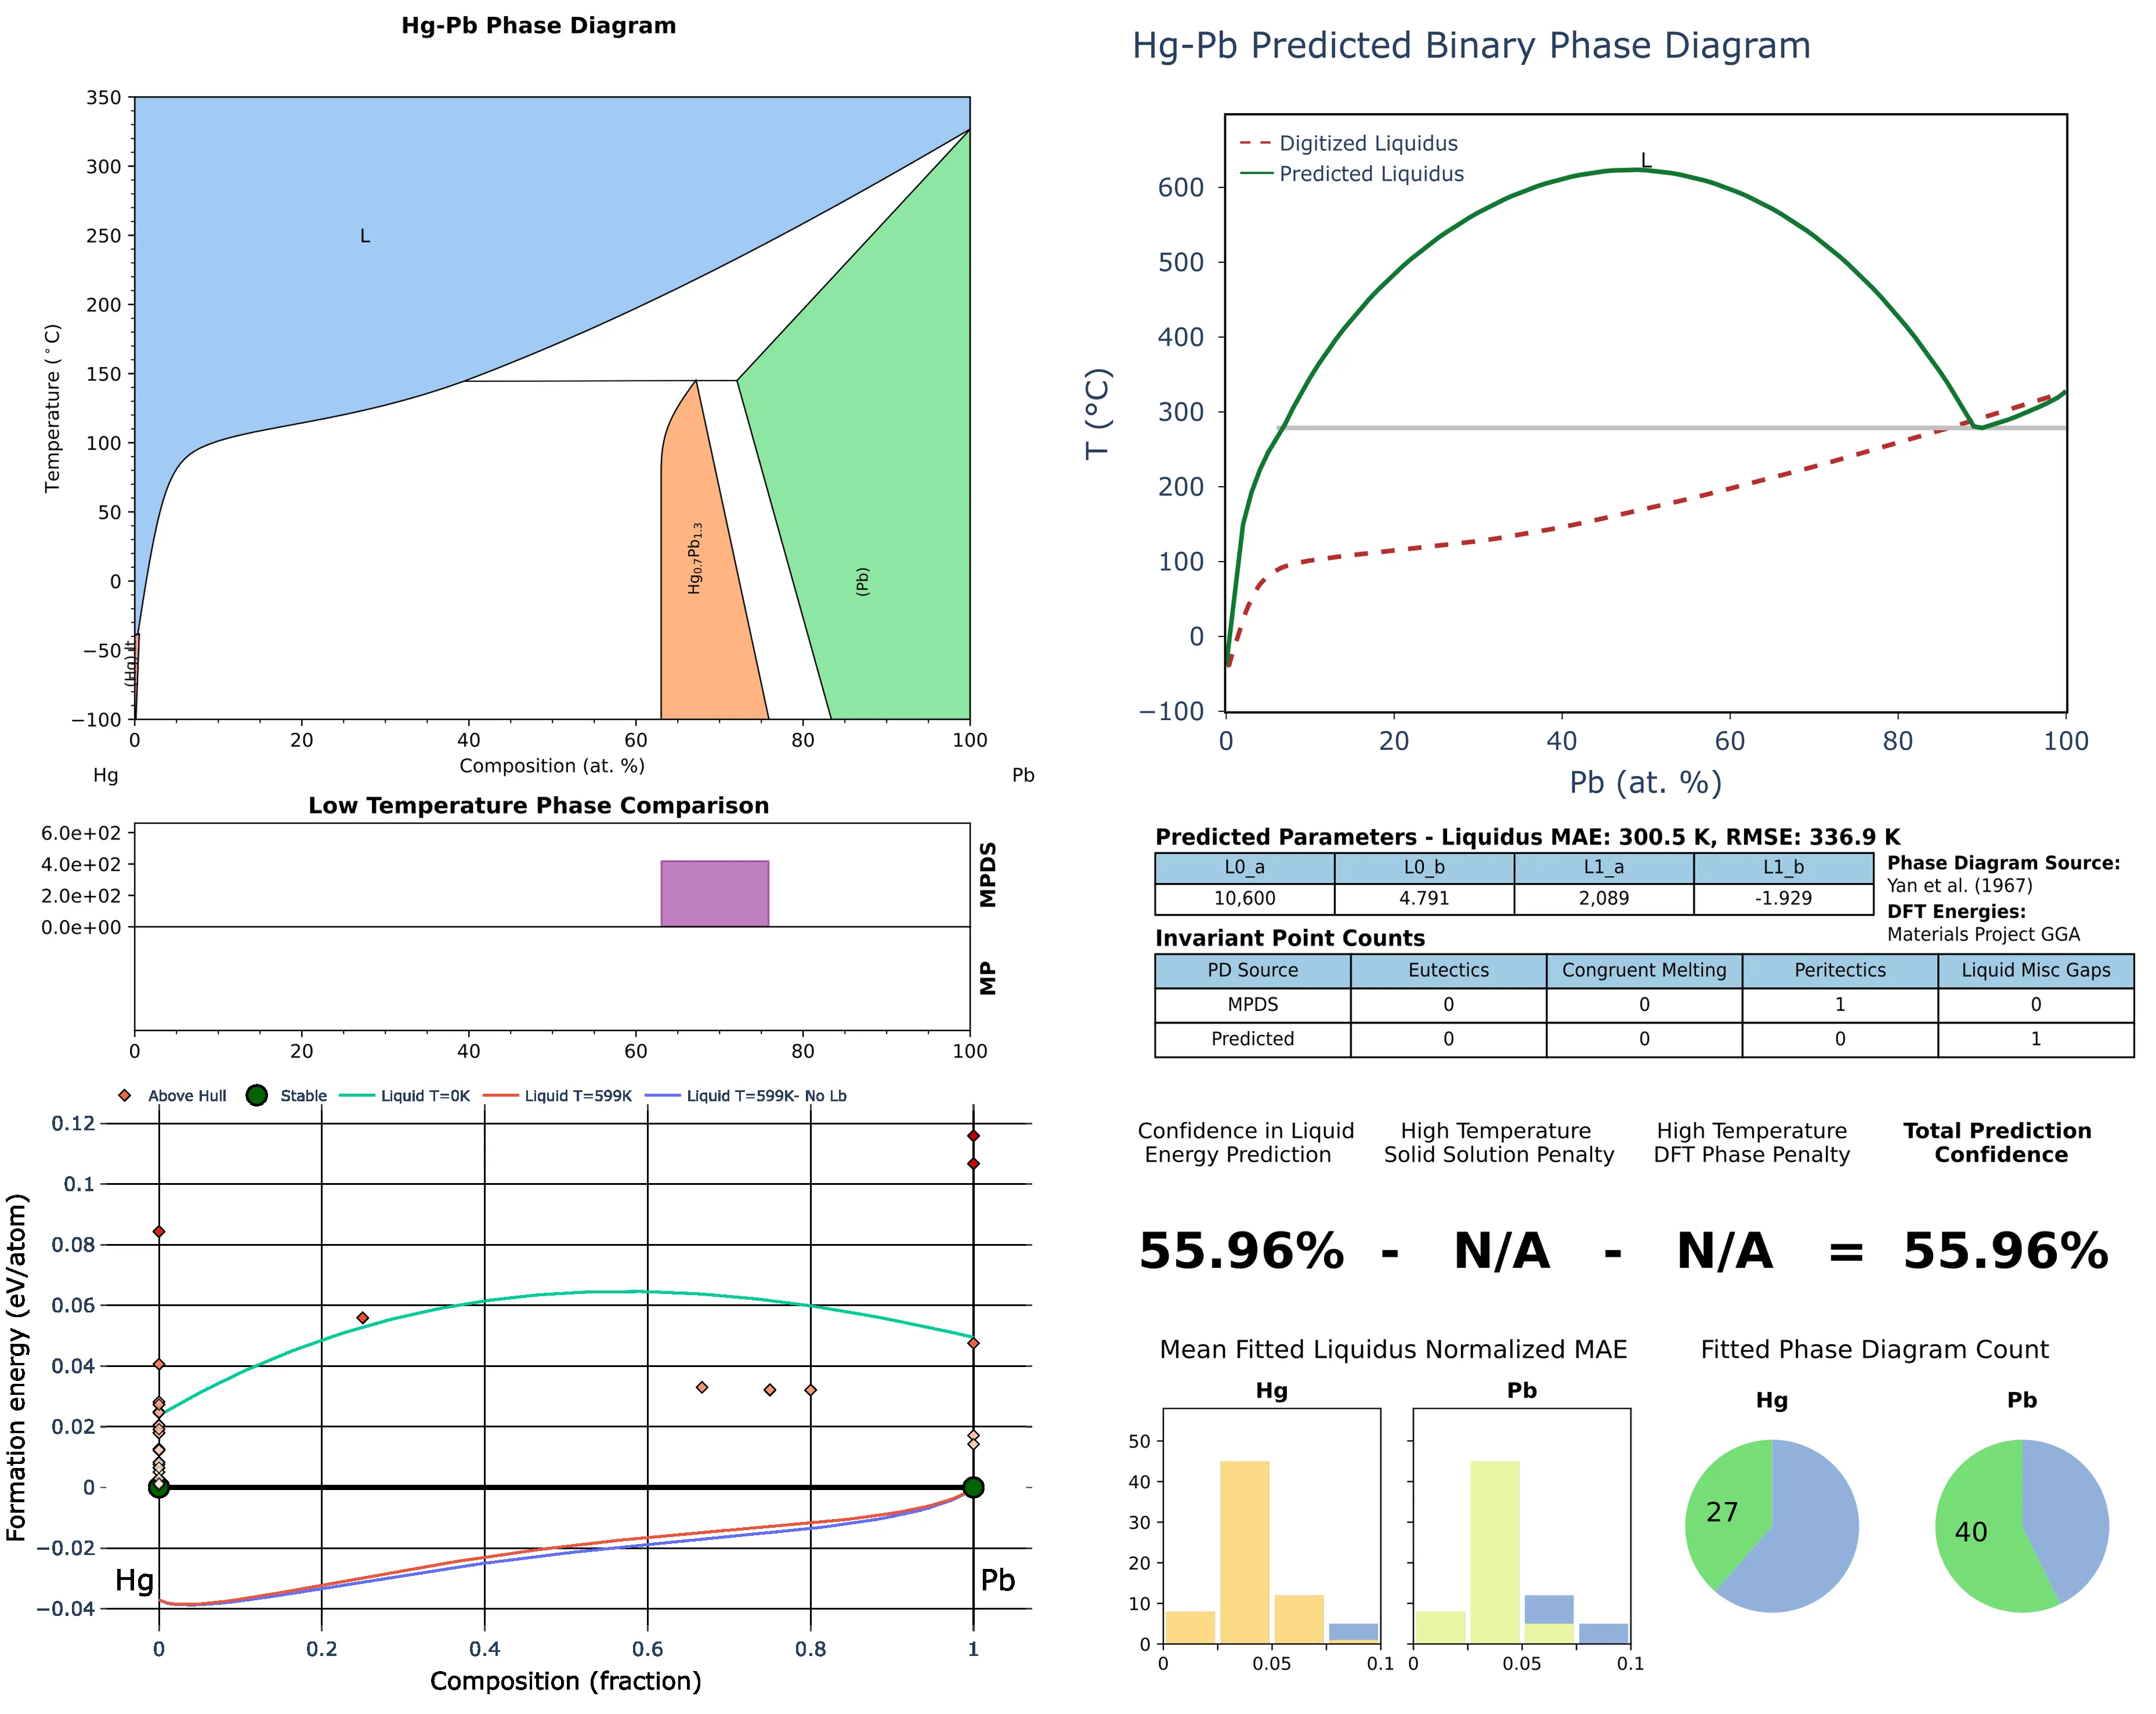 Hg-Pb Phase Diagram
350
300
250
200
150
100
50
0
−50
−100
Temperature (°C)
L
Hg0.7Pb1.3
(Pb)
(Hg) lt
0 20 40 60 80 100
Composition (at. %)
Hg Pb
Low Temperature Phase Comparison
6.0e+02
4.0e+02
2.0e+02
0.0e+00
MPDS
MP
0 20 40 60 80 100
Above Hull Stable Liquid T=0K Liquid T=599K Liquid T=599K- No Lb
0.12
0.1
0.08
0.06
0.04
0.02
0
−0.02
−0.04
Formation energy (eV/atom)
Hg Pb
0 0.2 0.4 0.6 0.8 1
Composition (fraction)
Hg-Pb Predicted Binary Phase Diagram
Digitized Liquidus
Predicted Liquidus
L
600
500
400
300
200
100
0
−100
T (°C)
0 20 40 60 80 100
Pb (at. %)
Predicted Parameters - Liquidus MAE: 300.5 K, RMSE: 336.9 K
L0_a L0_b L1_a L1_b
10,600 4.791 2,089 -1.929
Phase Diagram Source:
Yan et al. (1967)
DFT Energies:
Materials Project GGA
Invariant Point Counts
PD Source Eutectics Congruent Melting Peritectics Liquid Misc Gaps
MPDS 0 0 1 0
Predicted 0 0 0 1
Confidence in Liquid
Energy Prediction
High Temperature
Solid Solution Penalty
High Temperature
DFT Phase Penalty
Total Prediction
Confidence
55.96% - N/A - N/A = 55.96%
Mean Fitted Liquidus Normalized MAE
Hg Pb
50
40
30
20
10
0
0 0.05 0.1 0 0.05 0.1
Fitted Phase Diagram Count
Hg Pb
27 40